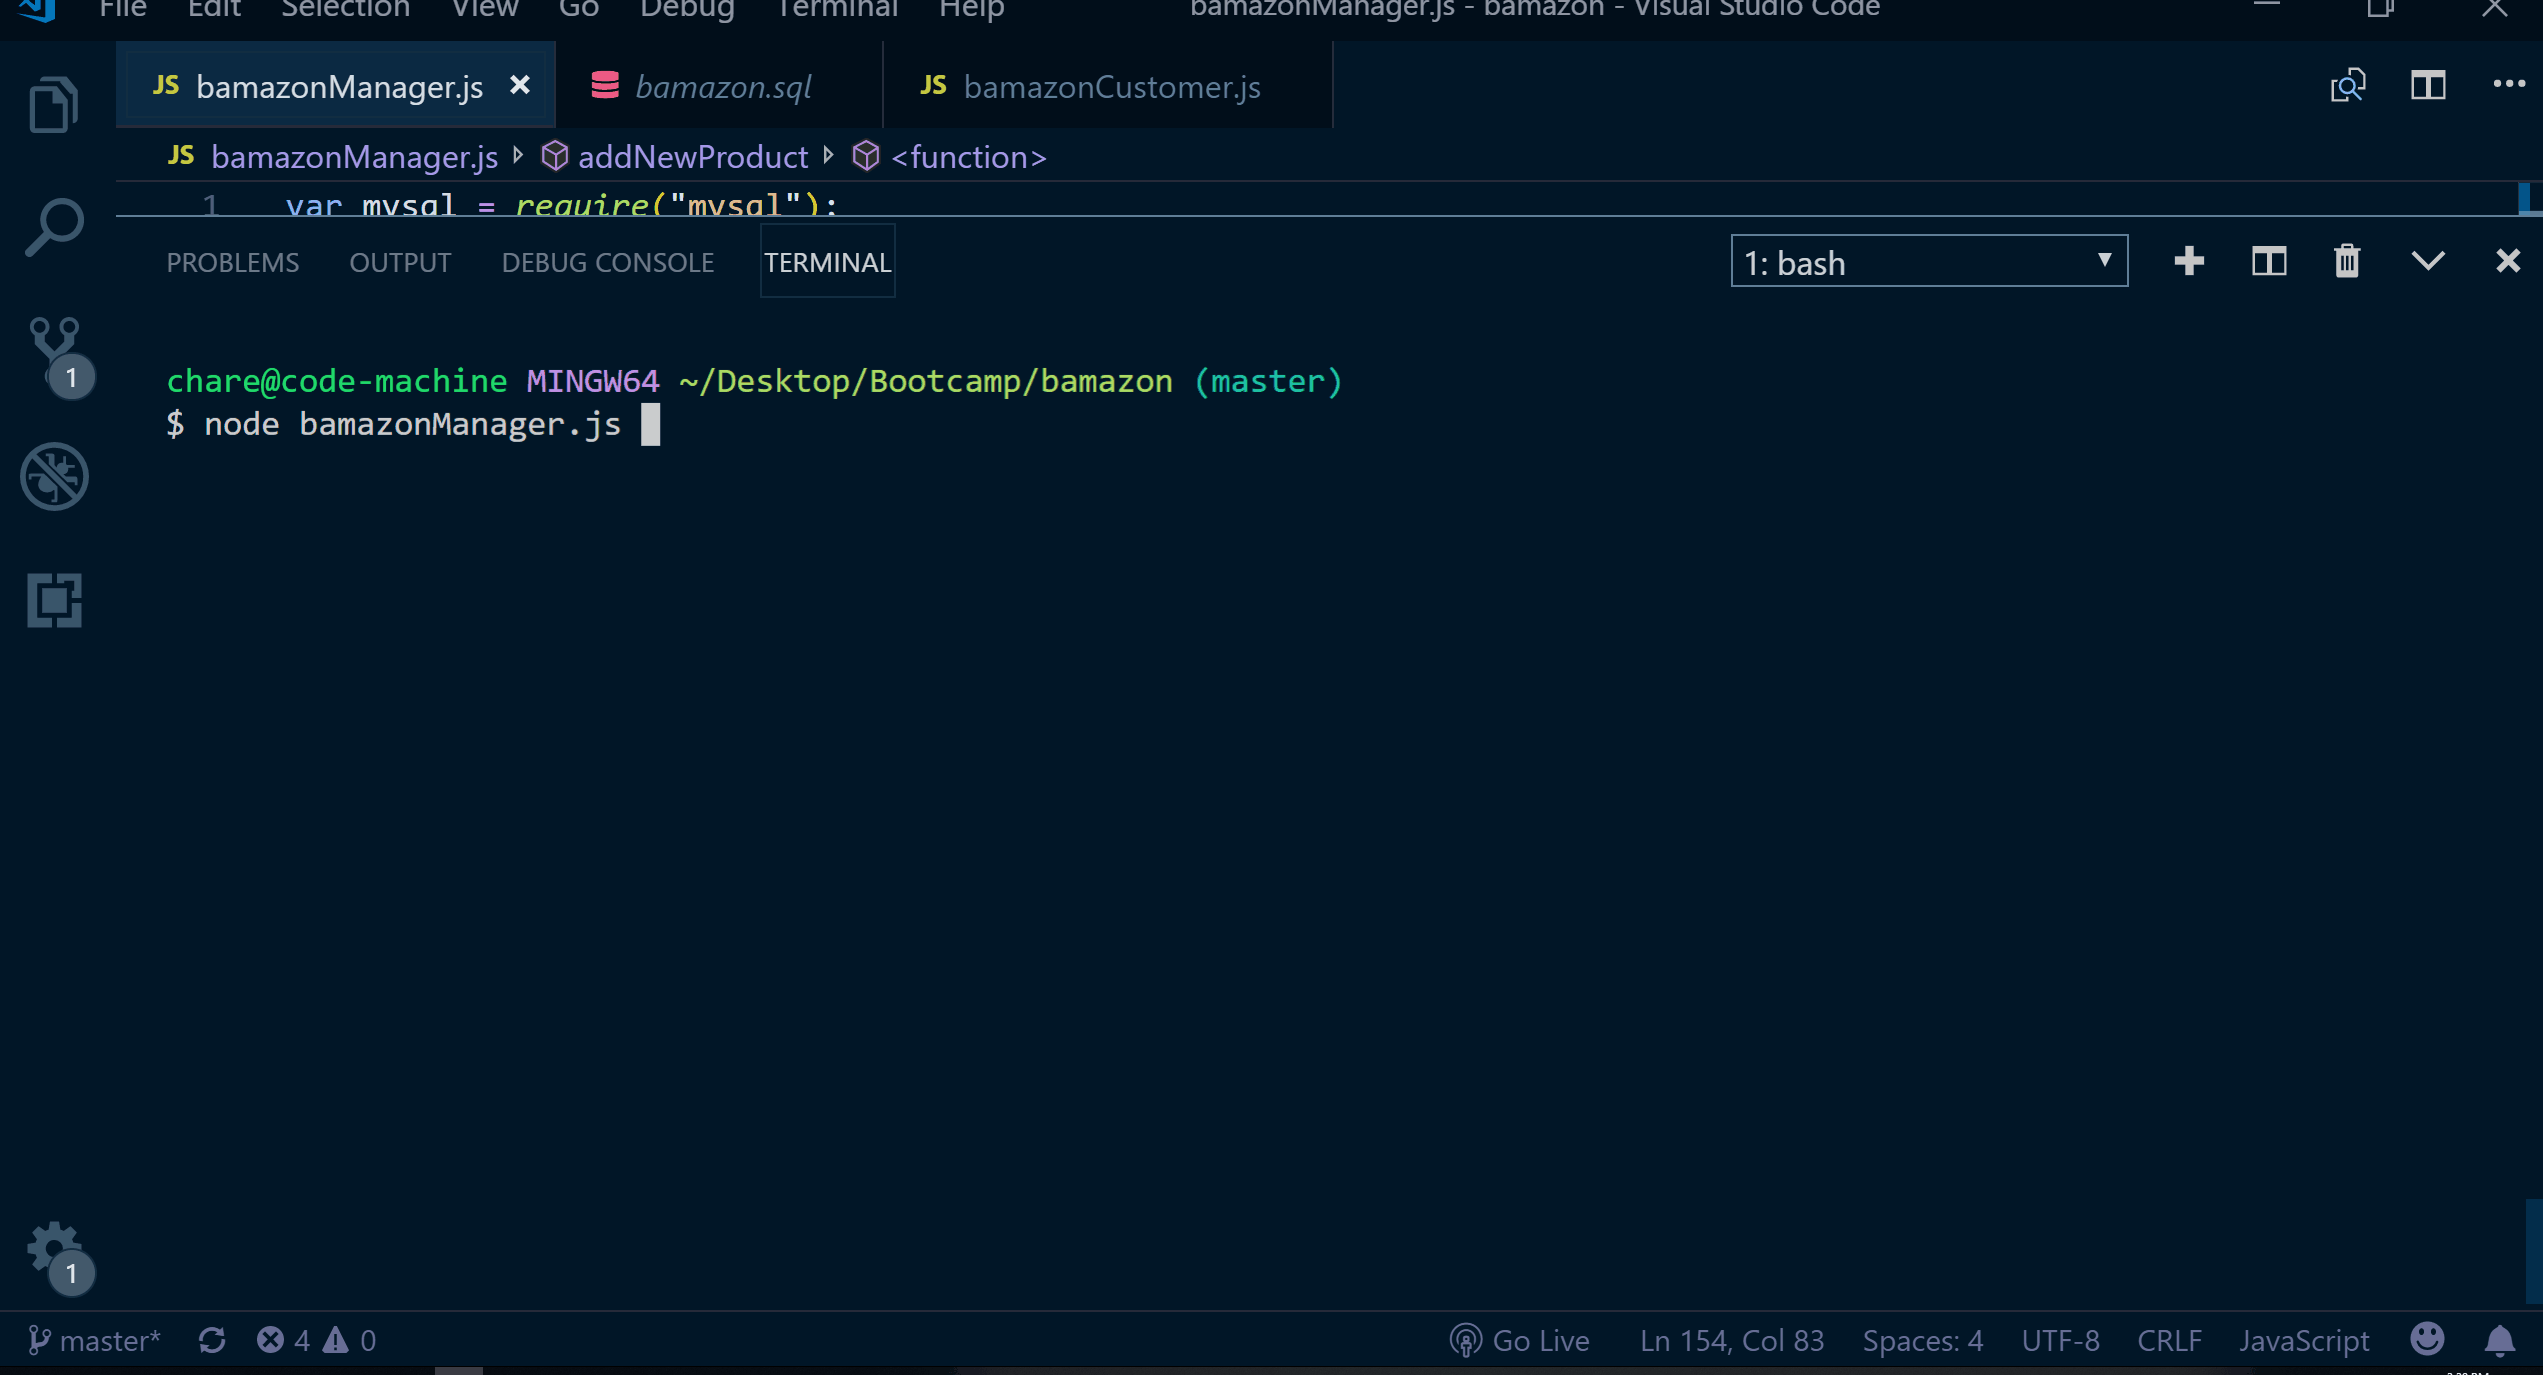 File Edit Selection View Go Debug Terminal Help bamazonManager.js - bamazon - Visual Studio Code
JS bamazonManager.js × bamazon.sql JS bamazonCustomer.js
JS bamazonManager.js addNewProduct <function>
1 var mysql = require("mysql");
PROBLEMS OUTPUT DEBUG CONSOLE TERMINAL 1: bash
chare@code-machine MINGW64 ~/Desktop/Bootcamp/bamazon (master)
$ node bamazonManager.js
1
1
master* 4 0 Go Live Ln 154, Col 83 Spaces: 4 UTF-8 CRLF JavaScript